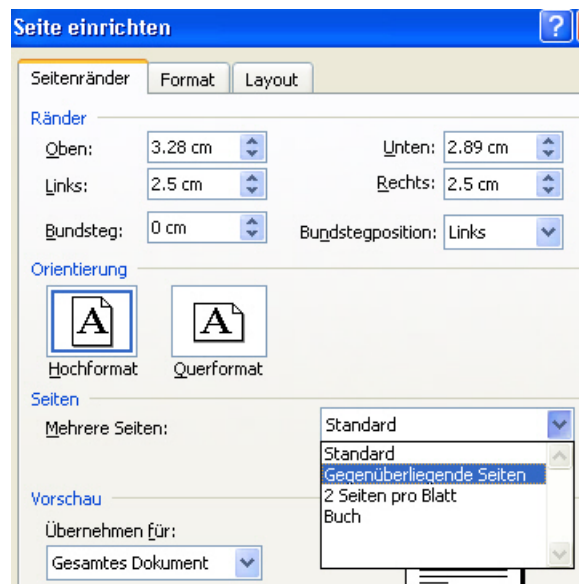 Seite einrichten
Seitenränder Format Layout
Ränder
Oben: 3.28 cm Unten: 2.89 cm
Links: 2.5 cm Rechts: 2.5 cm
Bundsteg: 0 cm Bundstegposition: Links
Orientierung
A A
Hochformat Querformat
Seiten
Mehrere Seiten: Standard
Standard
Gegenüberliegende Seiten
2 Seiten pro Blatt
Buch
Vorschau
Übernehmen für:
Gesamtes Dokument